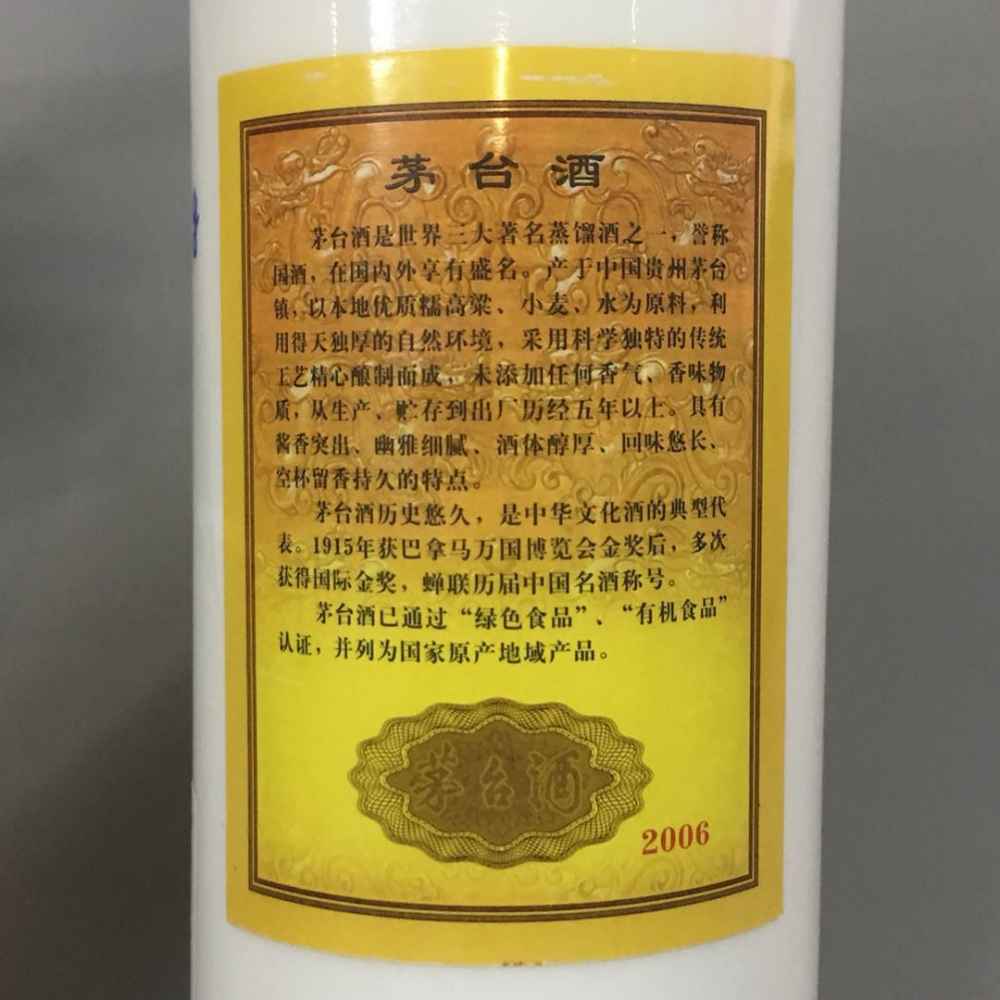 茅台酒
茅台酒是世界三大著名蒸馏酒之一，誉称
国酒，在国内外享有盛名。产于中国贵州茅台
镇，以本地优质糯高粱、小麦、水为原料，利
用得天独厚的自然环境，采用科学独特的传统
工艺精心酿制而成，未添加任何香气、香味物
质，从生产、贮存到出厂历经五年以上。具有
酱香突出、幽雅细腻、酒体醇厚、回味悠长、
空杯留香持久的特点。
茅台酒历史悠久，是中华文化酒的典型代
表。1915年获巴拿马万国博览会金奖后，多次
获得国际金奖，蝉联历届中国名酒称号。
茅台酒已通过“绿色食品”、“有机食品”
认证，并列为国家原产地域产品。
茅台酒
2006